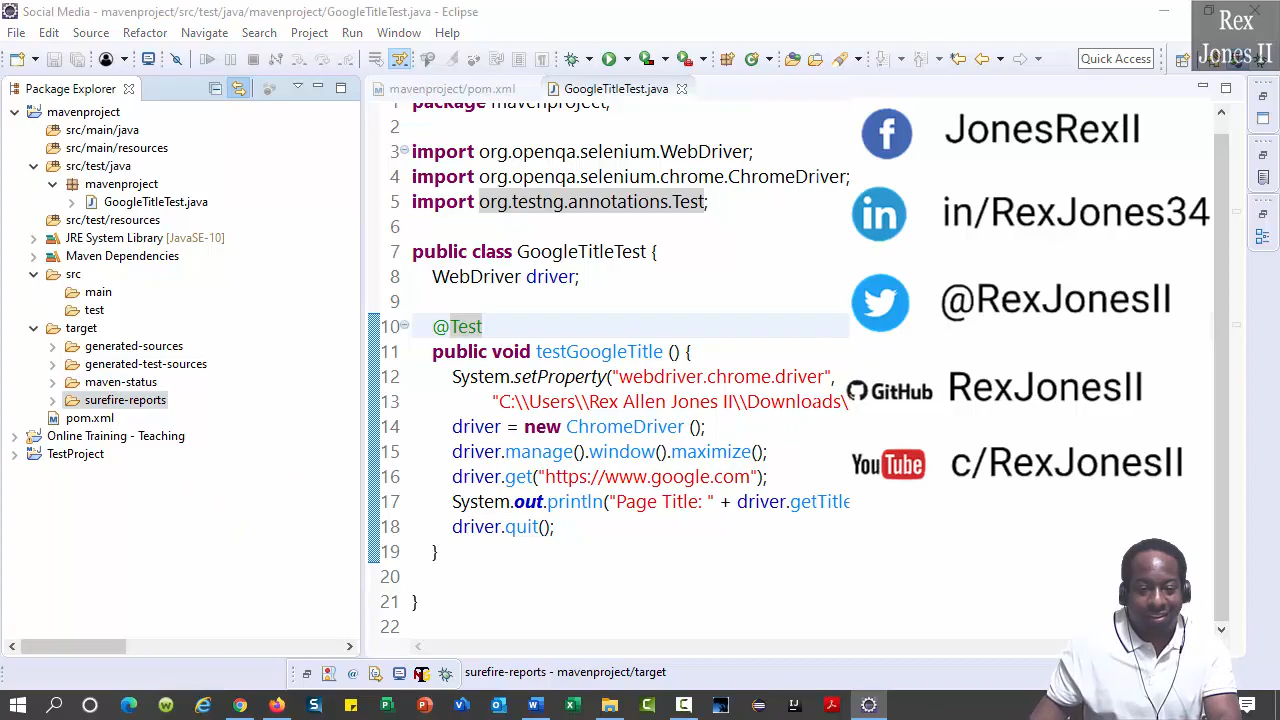 Social Media - mavenproject/src/test/java/mavenproject/GoogleTitleTest.java - Eclipse
File Edit Source Refactor Navigate Search Project Run Window Help
Quick Access
Rex
Jones II
Package Explorer
mavenproject
src/main/java
src/main/resources
src/test/java
mavenproject
GoogleTitleTest.java
src/test/resources
JRE System Library [JavaSE-10]
Maven Dependencies
src
main
test
target
generated-sources
generated-test-sources
maven-status
surefire-reports
pom.xml
Online Training - Teaching
TestProject
mavenproject/pom.xml
GoogleTitleTest.java
1 package mavenproject;
2
3 import org.openqa.selenium.WebDriver;
4 import org.openqa.selenium.chrome.ChromeDriver;
5 import org.testng.annotations.Test;
6
7 public class GoogleTitleTest {
8 WebDriver driver;
9
10 @Test
11 public void testGoogleTitle () {
12 System.setProperty("webdriver.chrome.driver",
13 "C:\\Users\\Rex Allen Jones II\\Downloads\
14 driver = new ChromeDriver ();
15 driver.manage().window().maximize();
16 driver.get("https://www.google.com");
17 System.out.println("Page Title: " + driver.getTitle
18 driver.quit();
19 }
20
21 }
22
f JonesRexII
in in/RexJones34
@RexJonesII
GitHub RexJonesII
YouTube c/RexJonesII
surefire-reports - mavenproject/target